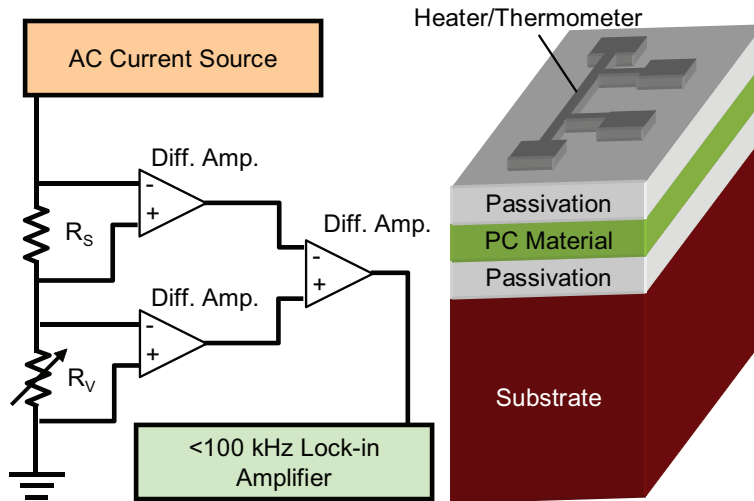 AC Current Source
Diff. Amp.
-
+
R_S
Diff. Amp.
-
+
Diff. Amp.
-
+
R_V
<100 kHz Lock-in
Amplifier
Heater/Thermometer
Passivation
PC Material
Passivation
Substrate